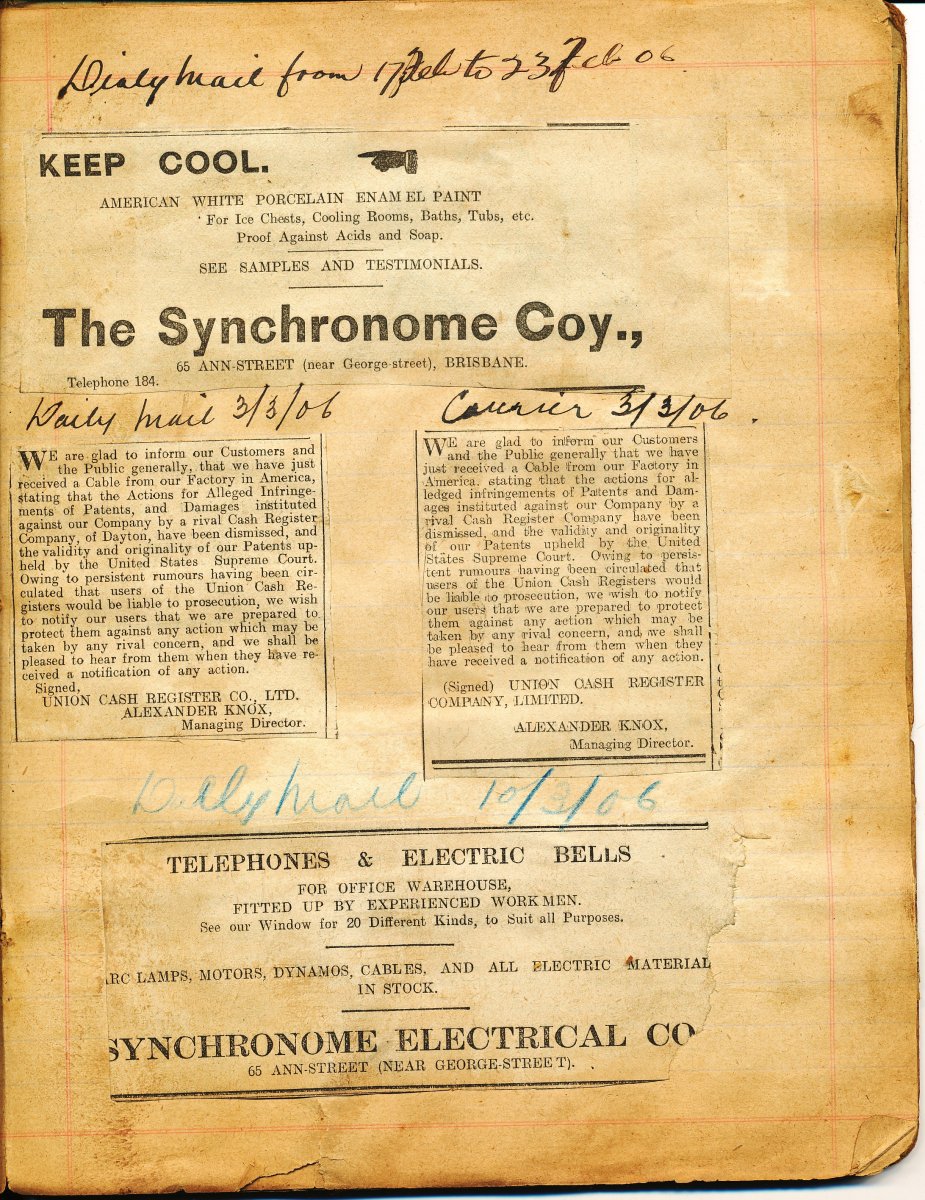 Dialy Mail from 17 Feb to 23 Feb 06
KEEP COOL.
AMERICAN WHITE PORCELAIN ENAMEL PAINT
For Ice Chests, Cooling Rooms, Baths, Tubs, etc.
Proof Against Acids and Soap.
SEE SAMPLES AND TESTIMONIALS.
The Synchronome Coy.,
65 ANN-STREET (near George-street), BRISBANE.
Telephone 184.
Daily Mail 3/3/06
WE are glad to inform our Customers and
the Public generally, that we have just
received a Cable from our Factory in America,
stating that the Actions for Alleged Infringe-
ments of Patents, and Damages instituted
against our Company by a rival Cash Register
Company, of Dayton, have been dismissed, and
the validity and originality of our Patents up-
held by the United States Supreme Court.
Owing to persistent rumours having been cir-
culated that users of the Union Cash Re-
gisters would be liable to prosecution, we wish
to notify our users that we are prepared to
protect them against any action which may be
taken by any rival concern, and we shall be
pleased to hear from them when they have re-
ceived a notification of any action.
Signed,
UNION CASH REGISTER CO., LTD.
ALEXANDER KNOX,
Managing Director.
Courier 3/3/06.
WE are glad to inform our Customers
and the Public generally that we have
just received a Cable from our Factory in
America, stating that the actions for al-
ledged infringements of Patents and Dam-
ages instituted against our Company by a
rival Cash Register Company have been
dismissed, and the validity and originality
of our Patents upheld by the United
States Supreme Court. Owing to persis-
tent rumours having been circulated that
users of the Union Cash Registers would
be liable to prosecution, we wish to notify
our users that we are prepared to protect
them against any action which may be
taken by any rival concern, and we shall
be pleased to hear from them when they
have received a notification of any action.
(Signed) UNION CASH REGISTER
COMPANY, LIMITED.
ALEXANDER KNOX,
Managing Director.
Daily Mail 10/3/06
TELEPHONES & ELECTRIC BELLS
FOR OFFICE WAREHOUSE,
FITTED UP BY EXPERIENCED WORKMEN.
See our Window for 20 Different Kinds, to Suit all Purposes.
ARC LAMPS, MOTORS, DYNAMOS, CABLES, AND ALL ELECTRIC MATERIAL
IN STOCK.
SYNCHRONOME ELECTRICAL CO
65 ANN-STREET (NEAR GEORGE-STREET).